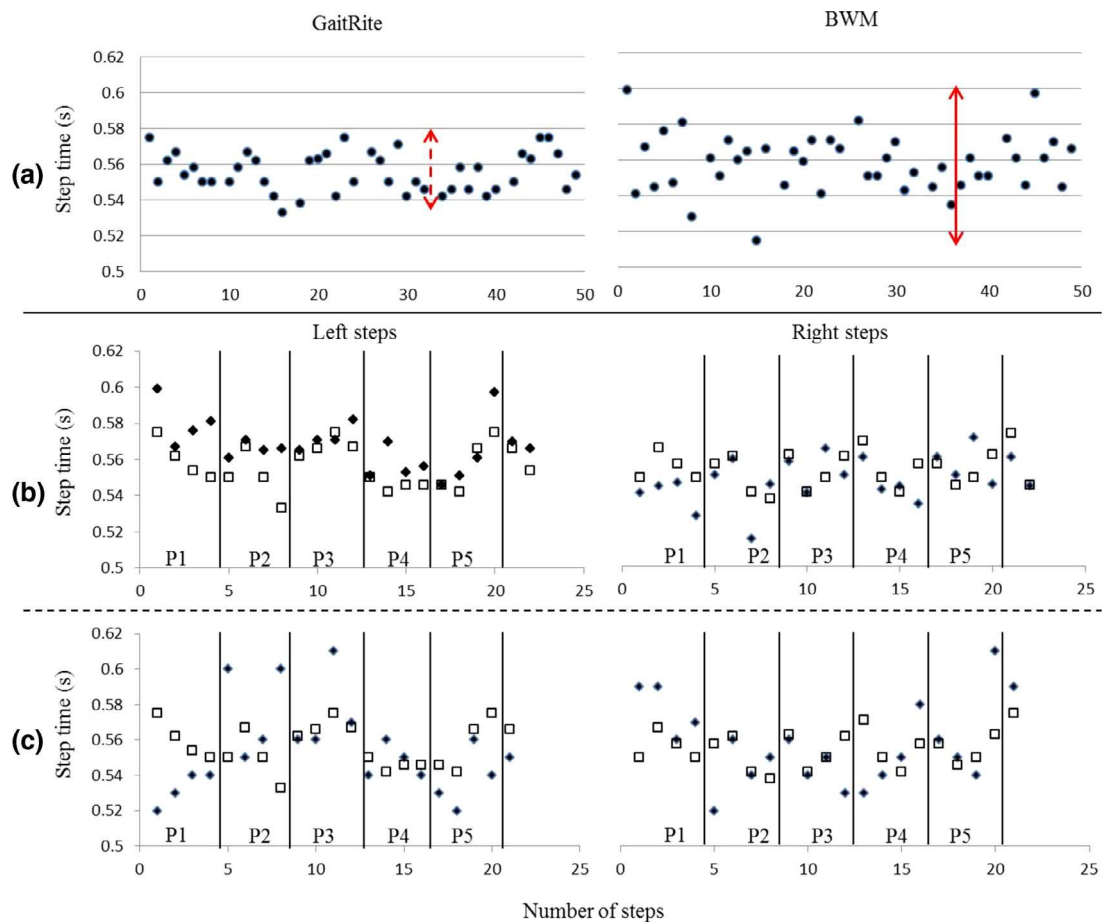 GaitRite
BWM
(a)
Step time (s)
0.62
0.6
0.58
0.56
0.54
0.52
0.5
0 10 20 30 40 50
0 10 20 30 40 50
Left steps
Right steps
(b)
Step time (s)
0.62
0.6
0.58
0.56
0.54
0.52
0.5
P1 P2 P3 P4 P5
P1 P2 P3 P4 P5
0 5 10 15 20 25
0 5 10 15 20 25
(c)
Step time (s)
0.62
0.6
0.58
0.56
0.54
0.52
0.5
P1 P2 P3 P4 P5
P1 P2 P3 P4 P5
0 5 10 15 20 25
0 5 10 15 20 25
Number of steps